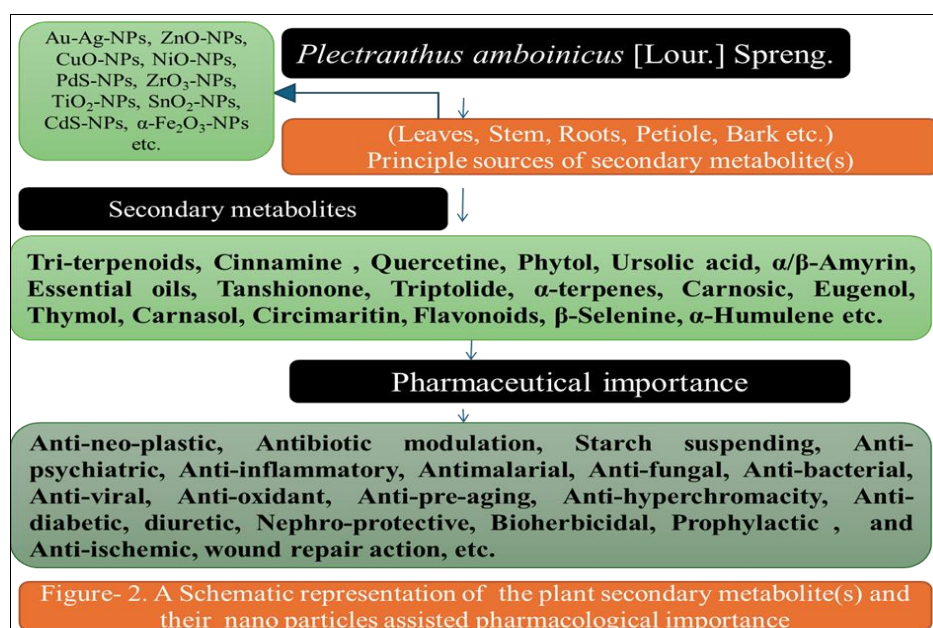 Au-Ag-NPs, ZnO-NPs,
CuO-NPs, NiO-NPs,
PdS-NPs, ZrO₃-NPs,
TiO₂-NPs, SnO₂-NPs,
CdS-NPs, α-Fe₂O₃-NPs
etc.
Plectranthus amboinicus [Lour.] Spreng.
(Leaves, Stem, Roots, Petiole, Bark etc.)
Principle sources of secondary metabolite(s)
Secondary metabolites
Tri-terpenoids, Cinnamine , Quercetine, Phytol, Ursolic acid, α/β-Amyrin,
Essential oils, Tanshionone, Triptolide, α-terpenes, Carnosic, Eugenol,
Thymol, Carnasol, Circimaritin, Flavonoids, β-Selenine, α-Humulene etc.
Pharmaceutical importance
Anti-neo-plastic, Antibiotic modulation, Starch suspending, Anti-
psychiatric, Anti-inflammatory, Antimalarial, Anti-fungal, Anti-bacterial,
Anti-viral, Anti-oxidant, Anti-pre-aging, Anti-hyperchromacity, Anti-
diabetic, diuretic, Nephro-protective, Bioherbicidal, Prophylactic , and
Anti-ischemic, wound repair action, etc.
Figure- 2. A Schematic representation of the plant secondary metabolite(s) and
their nano particles assisted pharmacological importance